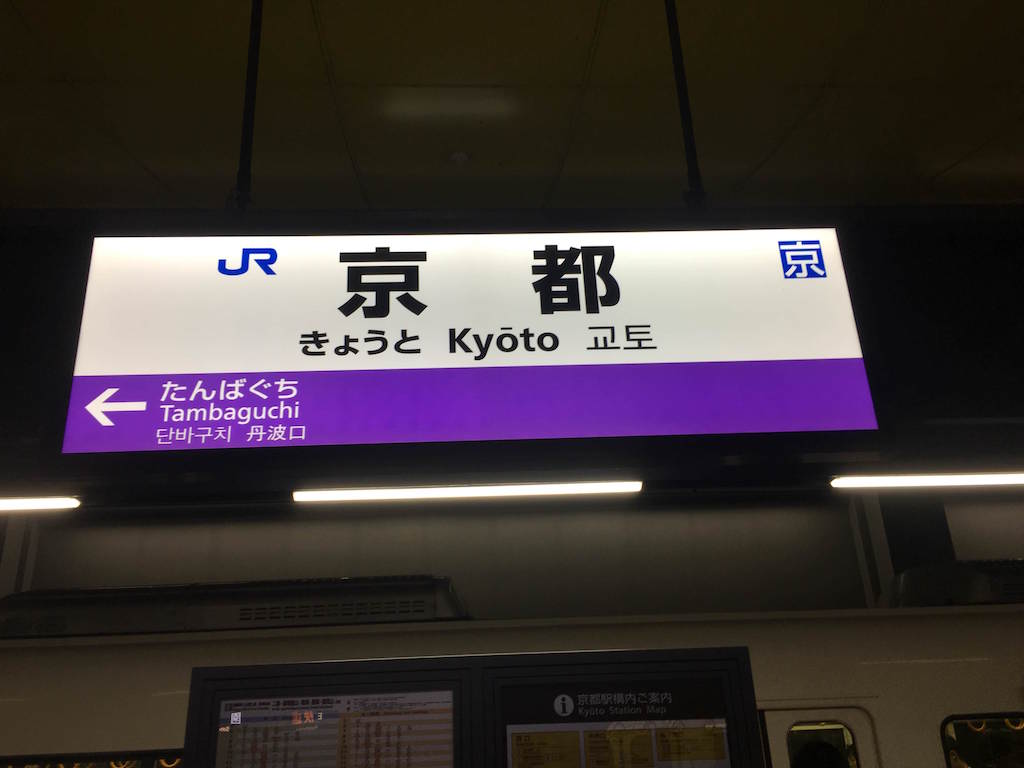 JR 京都 京
きょうと Kyōto 교토
たんばぐち
Tambaguchi
단바구치 丹波口
京都駅構内ご案内
Kyōto Station Map